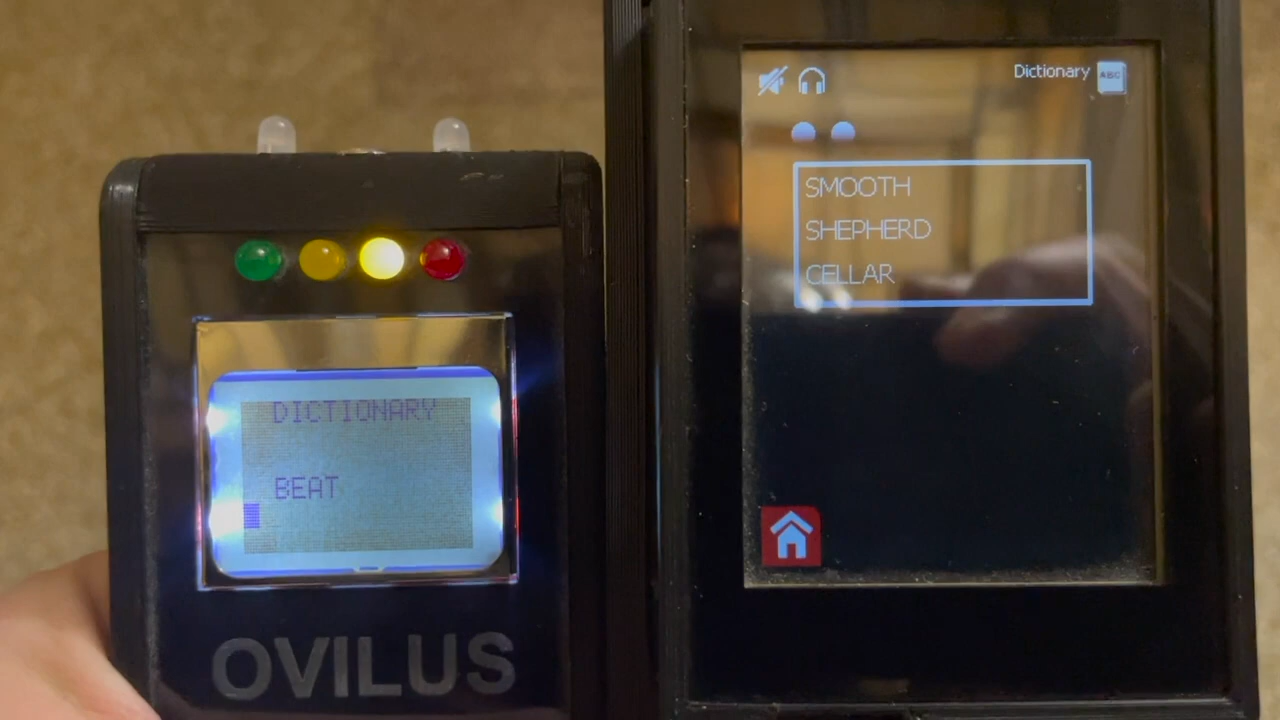 DICTIONARY
BEAT
OVILUS
Dictionary
ABC
SMOOTH
SHEPHERD
CELLAR